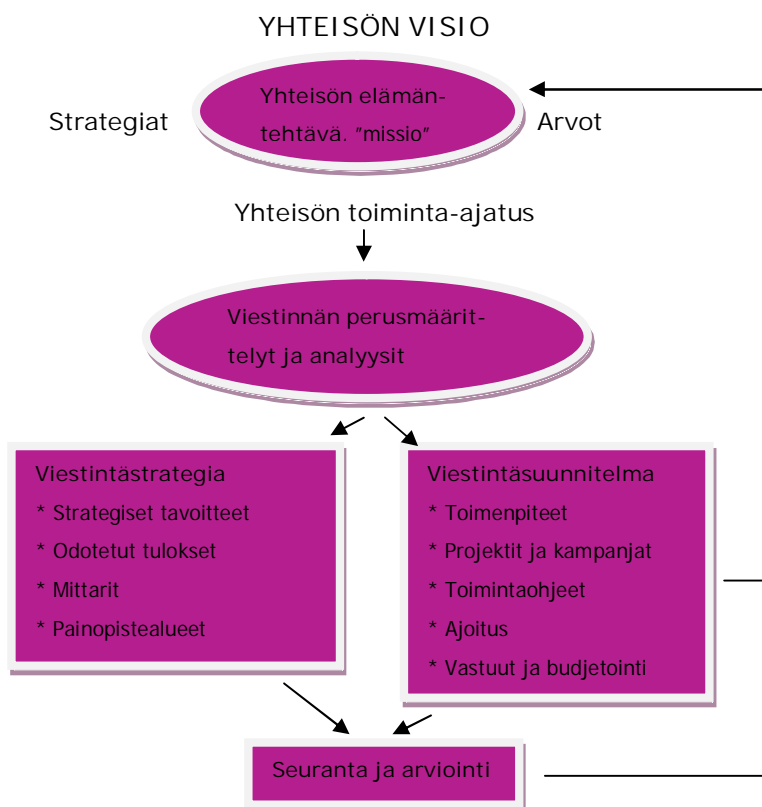 YHTEISÖN VISIO
Yhteisön elämän-
tehtävä. "missio"
Strategiat
Arvot
Yhteisön toiminta-ajatus
Viestinnän perusmäärit-
telyt ja analyysit
Viestintästrategia
* Strategiset tavoitteet
* Odotetut tulokset
* Mittarit
* Painopistealueet
Viestintäsuunnitelma
* Toimenpiteet
* Projektit ja kampanjat
* Toimintaohjeet
* Ajoitus
* Vastuut ja budjetointi
Seuranta ja arviointi